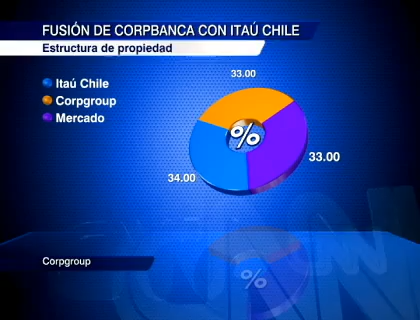 FUSIÓN DE CORPBANCA CON ITAÚ CHILE
Estructura de propiedad
33.00
Itaú Chile
Corpgroup
Mercado
%
33.00
34.00
Corpgroup
%